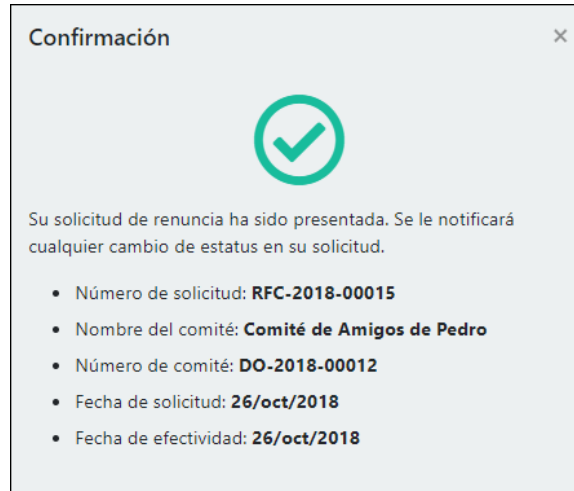 Confirmación
×
Su solicitud de renuncia ha sido presentada. Se le notificará
cualquier cambio de estatus en su solicitud.
• Número de solicitud: RFC-2018-00015
• Nombre del comité: Comité de Amigos de Pedro
• Número de comité: DO-2018-00012
• Fecha de solicitud: 26/oct/2018
• Fecha de efectividad: 26/oct/2018